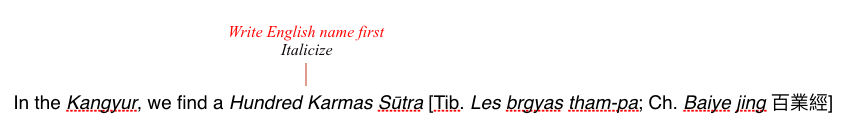 Write English name first
Italicize
In the Kangyur, we find a Hundred Karmas Sūtra [Tib. Les brgyas tham-pa; Ch. Baiye jing 百業經]